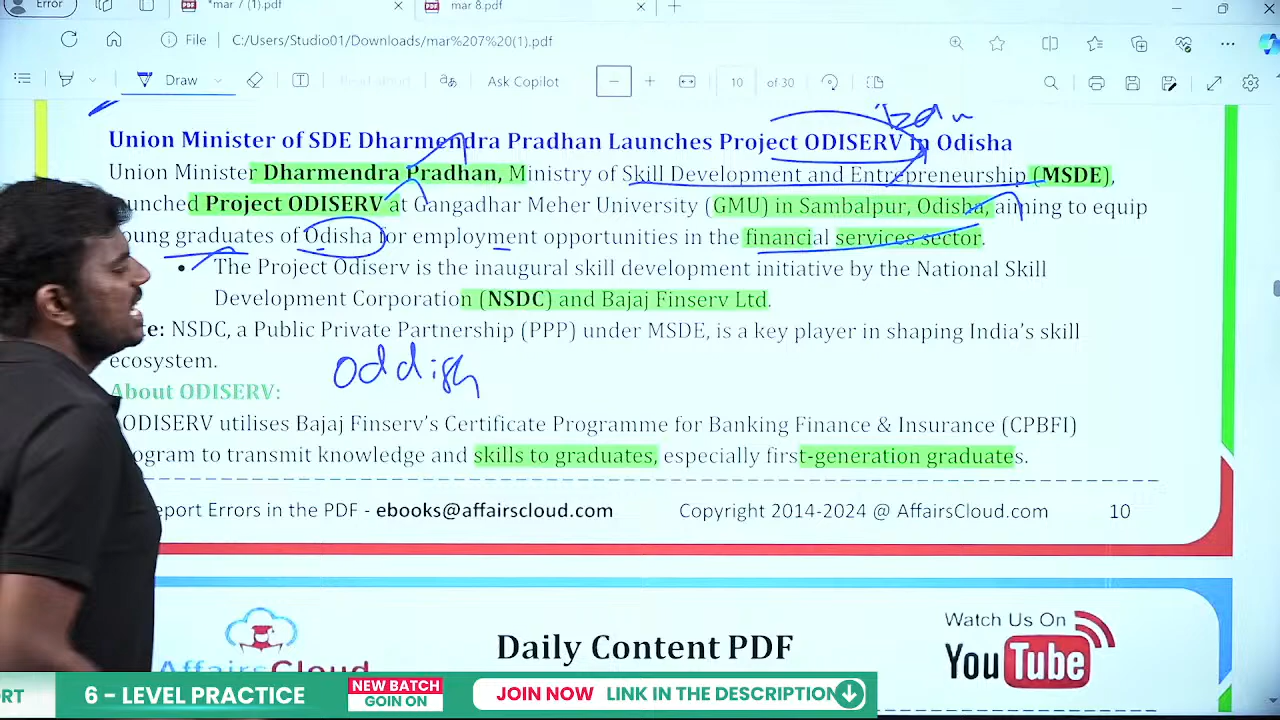 Error
*mar 7 (1).pdf
mar 8.pdf
File C:/Users/Studio01/Downloads/mar%207%20(1).pdf
Draw Read aloud Ask Copilot 10 of 30
Union Minister of SDE Dharmendra Pradhan Launches Project ODISERV in Odisha
Union Minister Dharmendra Pradhan, Ministry of Skill Development and Entrepreneurship (MSDE),
unched Project ODISERV at Gangadhar Meher University (GMU) in Sambalpur, Odisha, aiming to equip
oung graduates of Odisha for employment opportunities in the financial services sector.
• The Project Odiserv is the inaugural skill development initiative by the National Skill
Development Corporation (NSDC) and Bajaj Finserv Ltd.
te: NSDC, a Public Private Partnership (PPP) under MSDE, is a key player in shaping India's skill
ecosystem.
oddish
About ODISERV:
ODISERV utilises Bajaj Finserv's Certificate Programme for Banking Finance & Insurance (CPBFI)
ogram to transmit knowledge and skills to graduates, especially first-generation graduates.
eport Errors in the PDF - ebooks@affairscloud.com Copyright 2014-2024 @ AffairsCloud.com 10
Watch Us On
YouTube
Daily Content PDF
AffairsCloud
ORT
6 - LEVEL PRACTICE
NEW BATCH
GOIN ON
JOIN NOW LINK IN THE DESCRIPTION